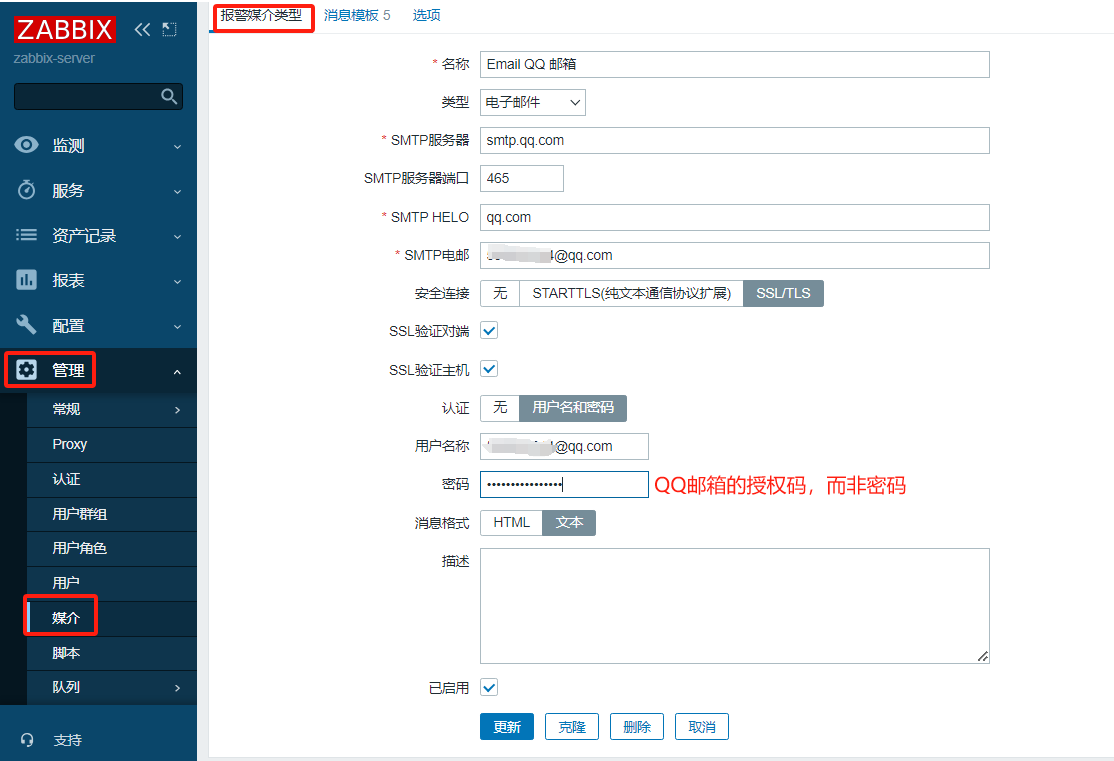 ZABBIX
zabbix-server
监测
服务
资产记录
报表
配置
管理
常规
Proxy
认证
用户群组
用户角色
用户
媒介
脚本
队列
支持
报警媒介类型 消息模板 5 选项
* 名称 Email QQ 邮箱
类型 电子邮件
* SMTP服务器 smtp.qq.com
SMTP服务器端口 465
* SMTP HELO qq.com
* SMTP电邮 4@qq.com
安全连接 无 STARTTLS(纯文本通信协议扩展) SSL/TLS
SSL验证对端
SSL验证主机
认证 无 用户名和密码
用户名称 @qq.com
密码 •••••••••••••••• QQ邮箱的授权码，而非密码
消息格式 HTML 文本
描述
已启用
更新 克隆 删除 取消